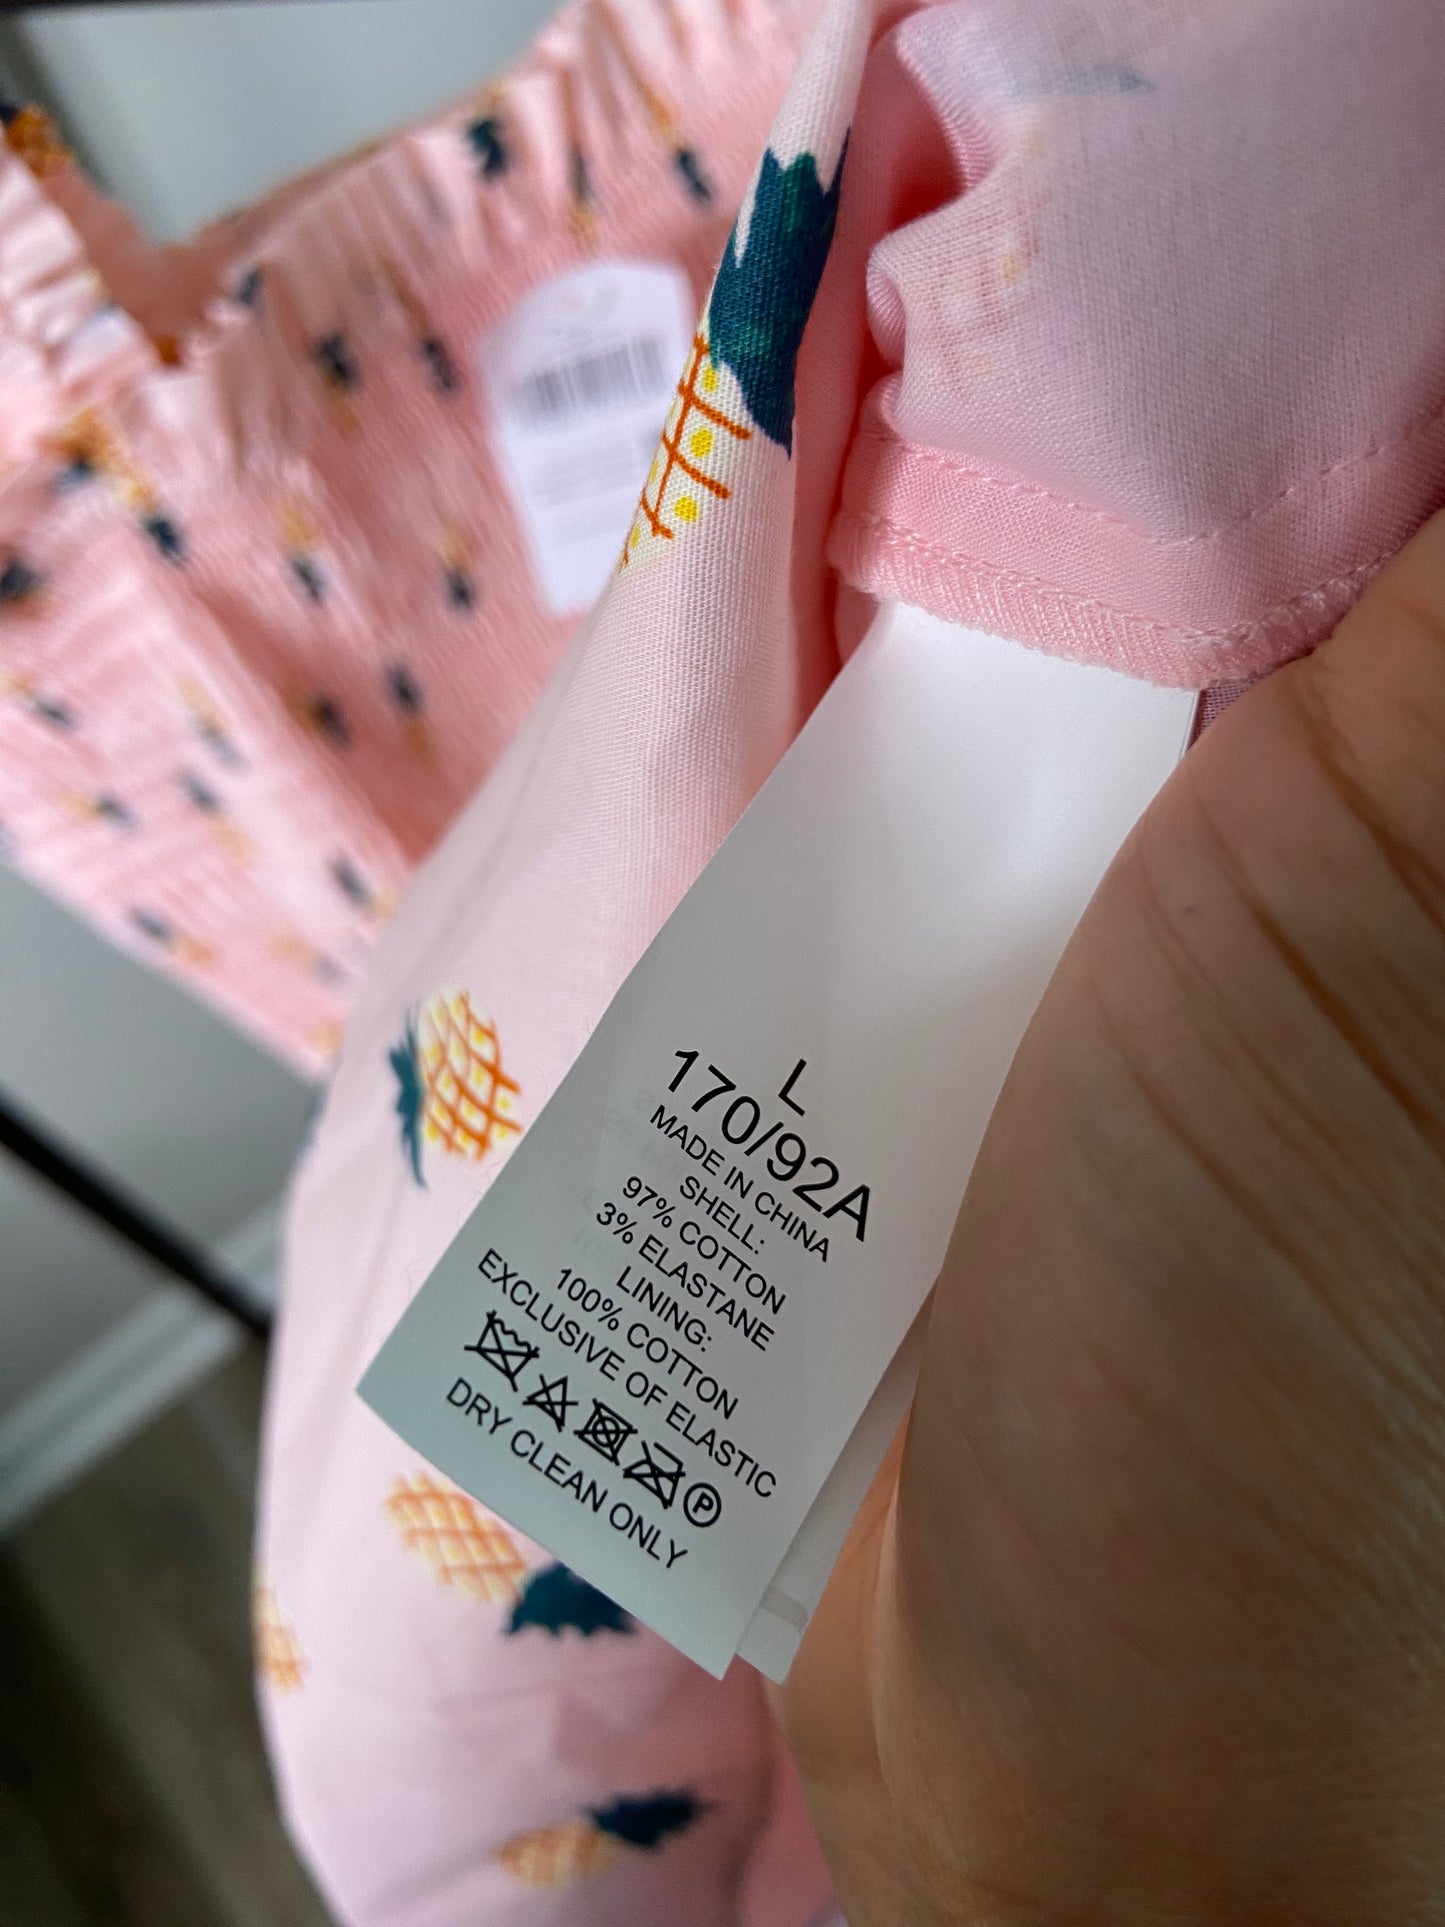 L
170/92A
MADE IN CHINA
SHELL:
97% COTTON
3% ELASTANE
LINING:
100% COTTON
EXCLUSIVE OF ELASTIC
P
DRY CLEAN ONLY